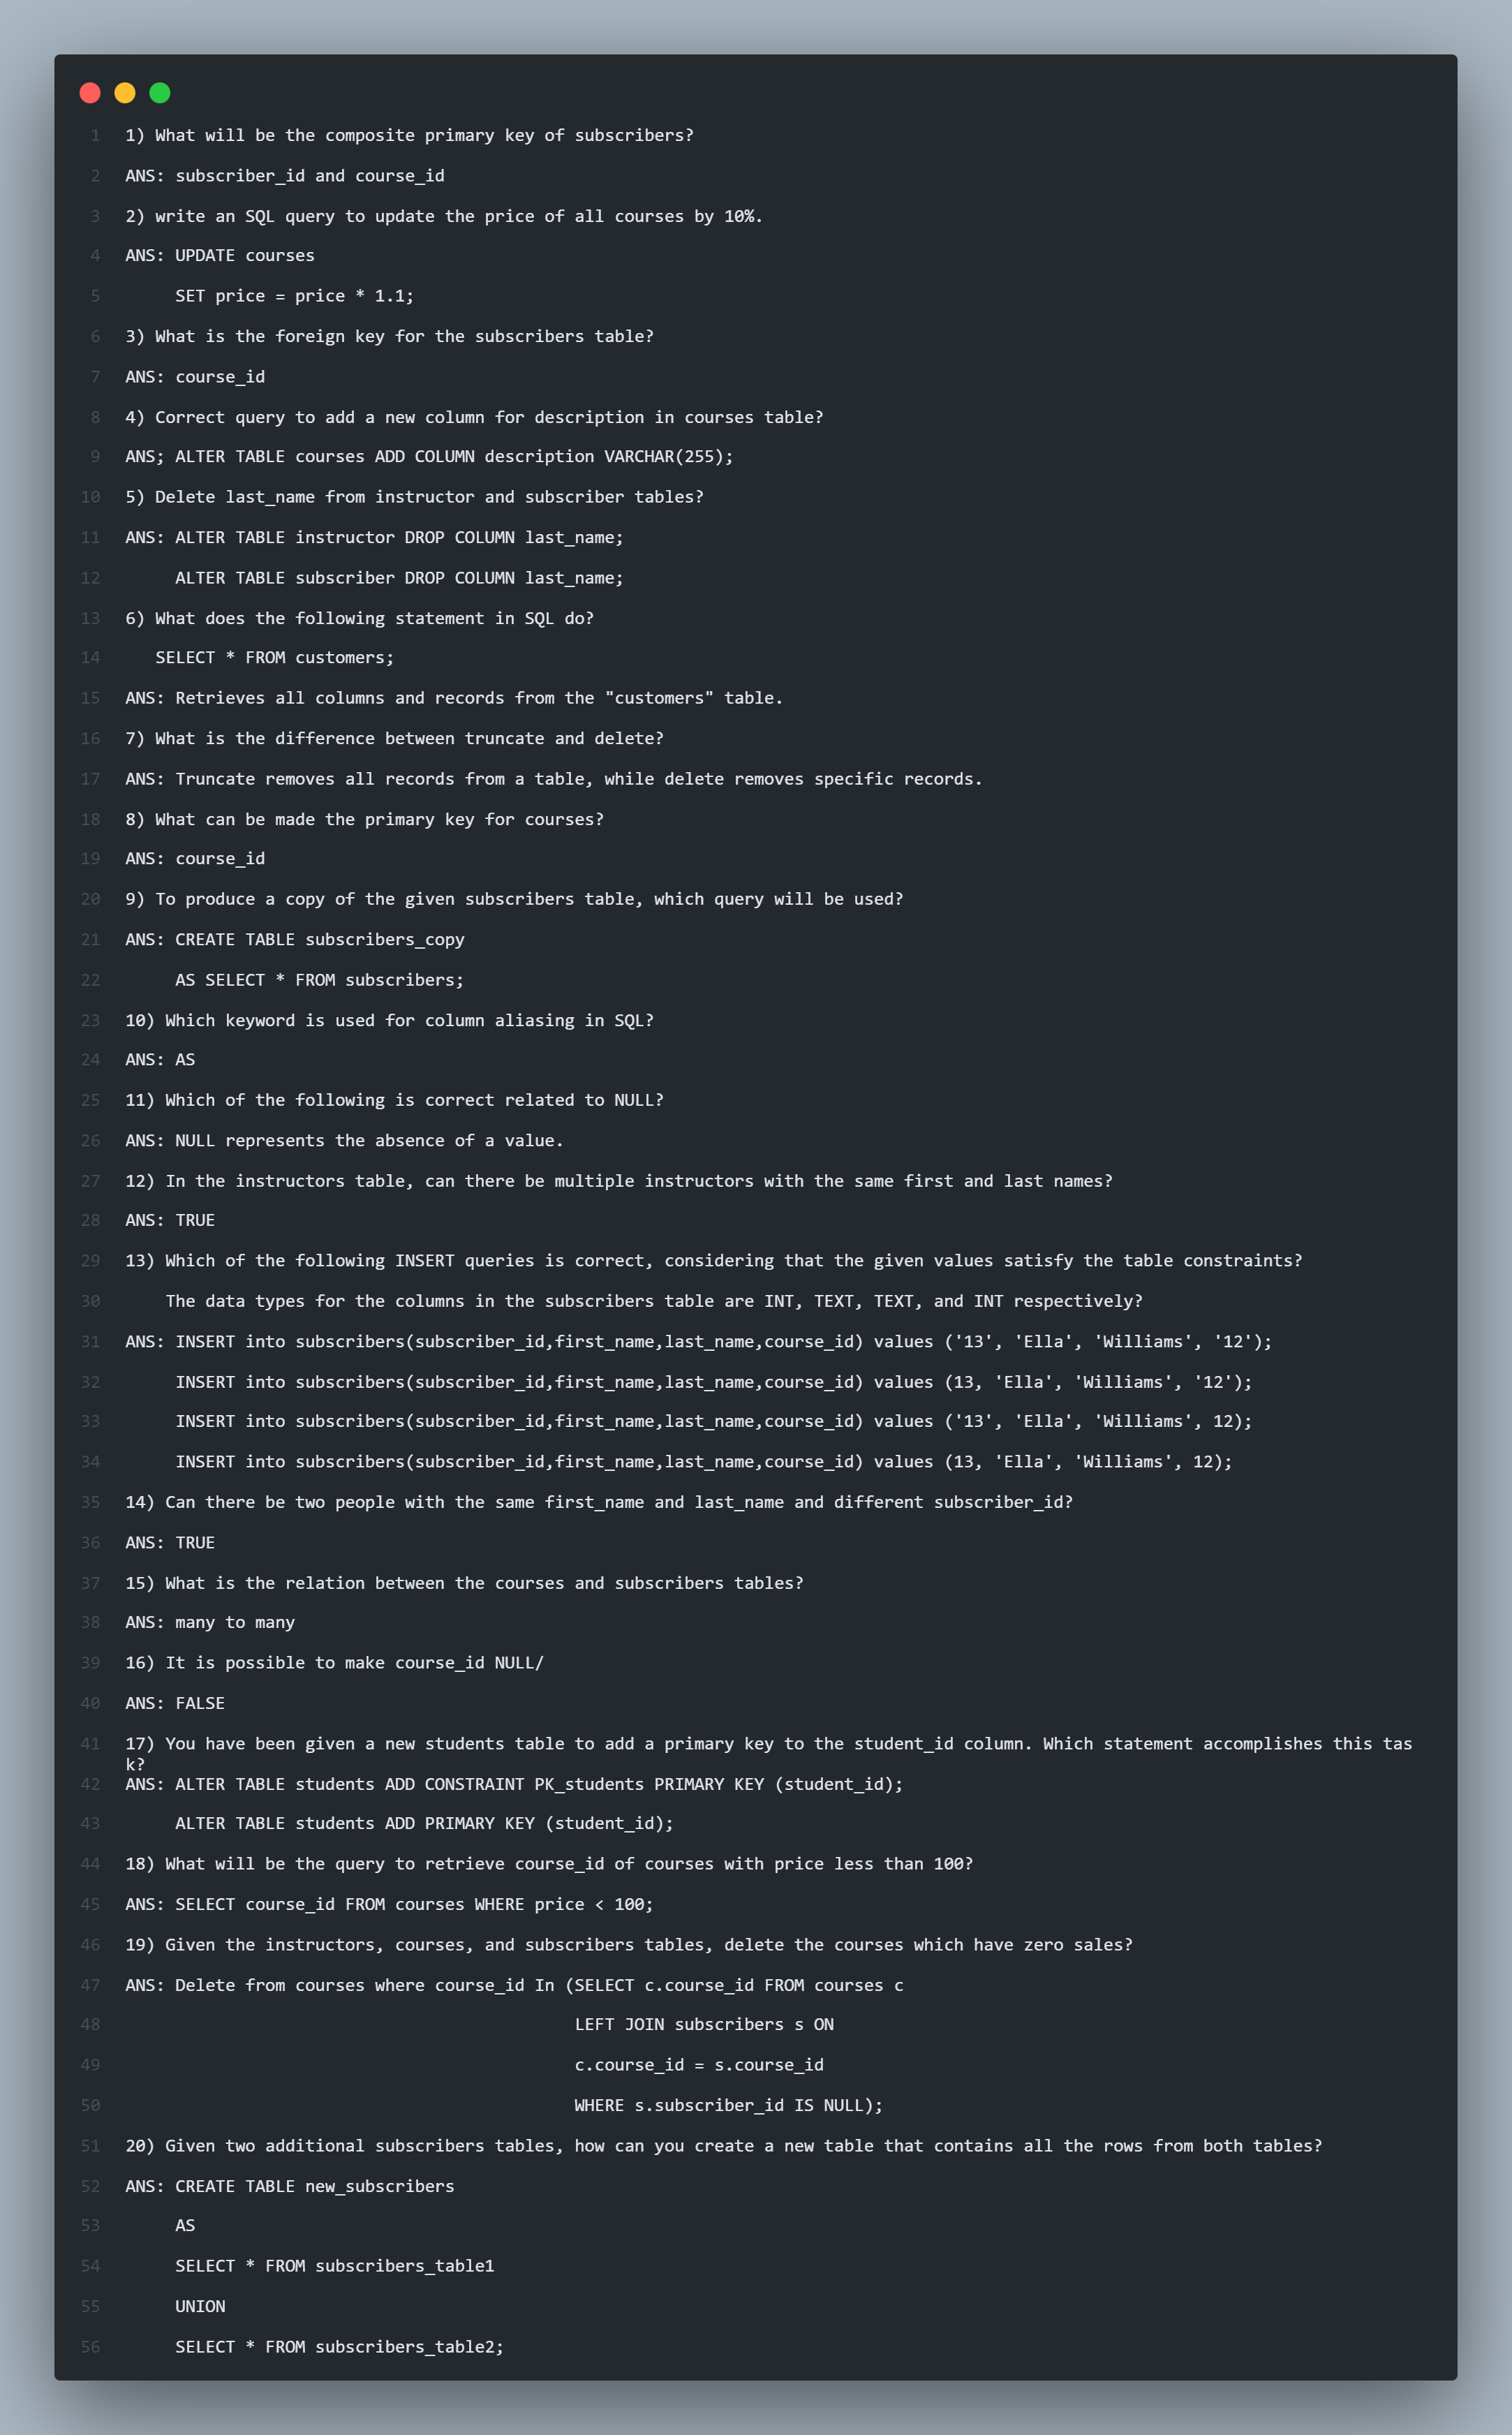 1 1) What will be the composite primary key of subscribers?
2 ANS: subscriber_id and course_id
3 2) write an SQL query to update the price of all courses by 10%.
4 ANS: UPDATE courses
5      SET price = price * 1.1;
6 3) What is the foreign key for the subscribers table?
7 ANS: course_id
8 4) Correct query to add a new column for description in courses table?
9 ANS; ALTER TABLE courses ADD COLUMN description VARCHAR(255);
10 5) Delete last_name from instructor and subscriber tables?
11 ANS: ALTER TABLE instructor DROP COLUMN last_name;
12      ALTER TABLE subscriber DROP COLUMN last_name;
13 6) What does the following statement in SQL do?
14    SELECT * FROM customers;
15 ANS: Retrieves all columns and records from the "customers" table.
16 7) What is the difference between truncate and delete?
17 ANS: Truncate removes all records from a table, while delete removes specific records.
18 8) What can be made the primary key for courses?
19 ANS: course_id
20 9) To produce a copy of the given subscribers table, which query will be used?
21 ANS: CREATE TABLE subscribers_copy
22      AS SELECT * FROM subscribers;
23 10) Which keyword is used for column aliasing in SQL?
24 ANS: AS
25 11) Which of the following is correct related to NULL?
26 ANS: NULL represents the absence of a value.
27 12) In the instructors table, can there be multiple instructors with the same first and last names?
28 ANS: TRUE
29 13) Which of the following INSERT queries is correct, considering that the given values satisfy the table constraints?
30     The data types for the columns in the subscribers table are INT, TEXT, TEXT, and INT respectively?
31 ANS: INSERT into subscribers(subscriber_id,first_name,last_name,course_id) values ('13', 'Ella', 'Williams', '12');
32      INSERT into subscribers(subscriber_id,first_name,last_name,course_id) values (13, 'Ella', 'Williams', '12');
33      INSERT into subscribers(subscriber_id,first_name,last_name,course_id) values ('13', 'Ella', 'Williams', 12);
34      INSERT into subscribers(subscriber_id,first_name,last_name,course_id) values (13, 'Ella', 'Williams', 12);
35 14) Can there be two people with the same first_name and last_name and different subscriber_id?
36 ANS: TRUE
37 15) What is the relation between the courses and subscribers tables?
38 ANS: many to many
39 16) It is possible to make course_id NULL/
40 ANS: FALSE
41 17) You have been given a new students table to add a primary key to the student_id column. Which statement accomplishes this tas
k?
42 ANS: ALTER TABLE students ADD CONSTRAINT PK_students PRIMARY KEY (student_id);
43      ALTER TABLE students ADD PRIMARY KEY (student_id);
44 18) What will be the query to retrieve course_id of courses with price less than 100?
45 ANS: SELECT course_id FROM courses WHERE price < 100;
46 19) Given the instructors, courses, and subscribers tables, delete the courses which have zero sales?
47 ANS: Delete from courses where course_id In (SELECT c.course_id FROM courses c
48                                              LEFT JOIN subscribers s ON
49                                              c.course_id = s.course_id
50                                              WHERE s.subscriber_id IS NULL);
51 20) Given two additional subscribers tables, how can you create a new table that contains all the rows from both tables?
52 ANS: CREATE TABLE new_subscribers
53      AS
54      SELECT * FROM subscribers_table1
55      UNION
56      SELECT * FROM subscribers_table2;